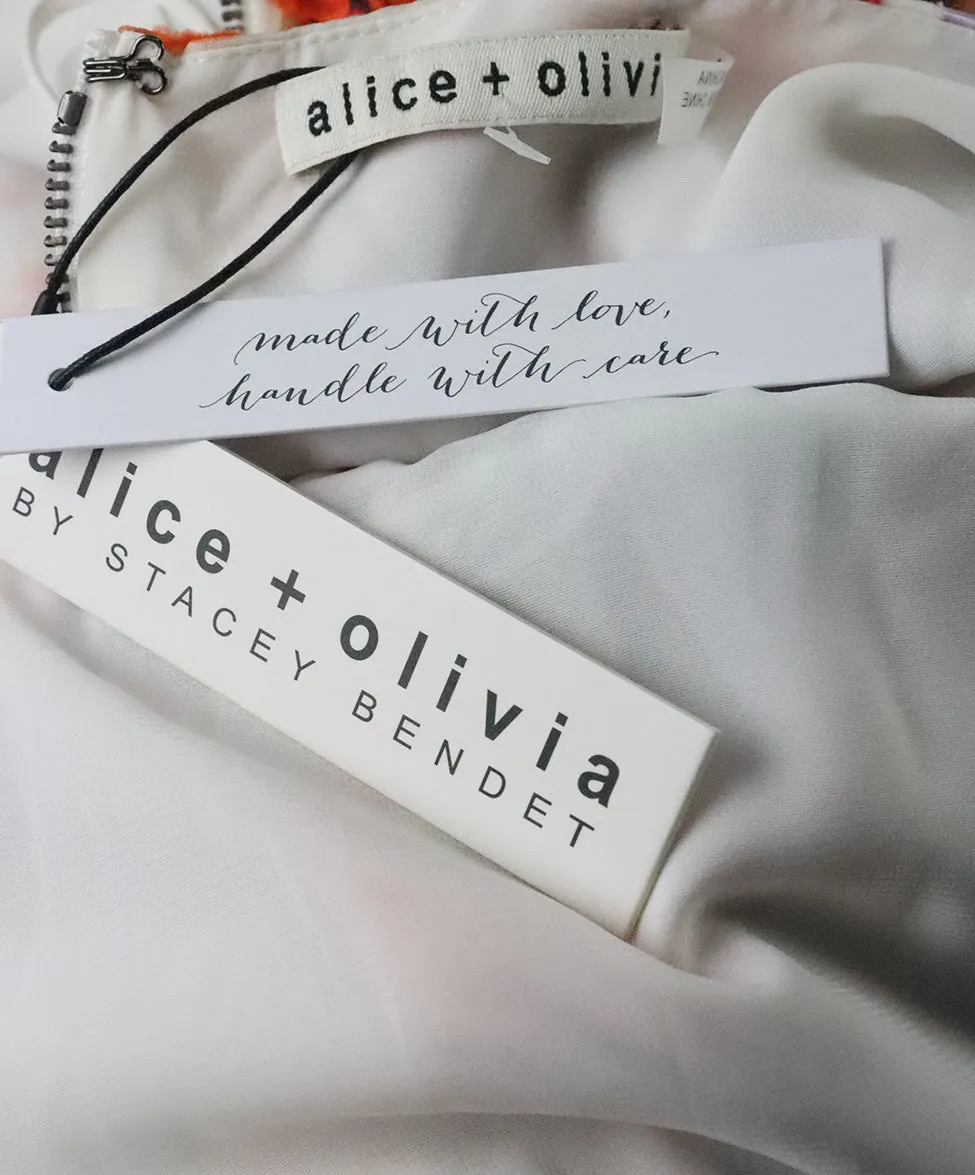 alice + olivi
made with love,
handle with care
alice + olivia
BY STACEY BENDET